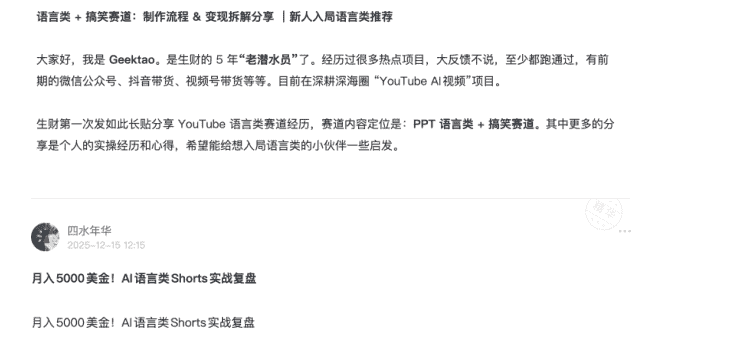 语言类 + 搞笑赛道：制作流程 & 变现拆解分享 ｜新人入局语言类推荐
大家好，我是 Geektao。是生财的 5 年“老潜水员”了。经历过很多热点项目，大反馈不说，至少都跑通过，有前
期的微信公众号、抖音带货、视频号带货等等。目前在深耕深海圈 “YouTube AI视频”项目。
生财第一次发如此长贴分享 YouTube 语言类赛道经历，赛道内容定位是：PPT 语言类 + 搞笑赛道。其中更多的分
享是个人的实操经历和心得，希望能给想入局语言类的小伙伴一些启发。
精华
四水年华
2025-12-15 12:15
月入5000美金！AI语言类Shorts实战复盘
月入5000美金！AI语言类Shorts实战复盘